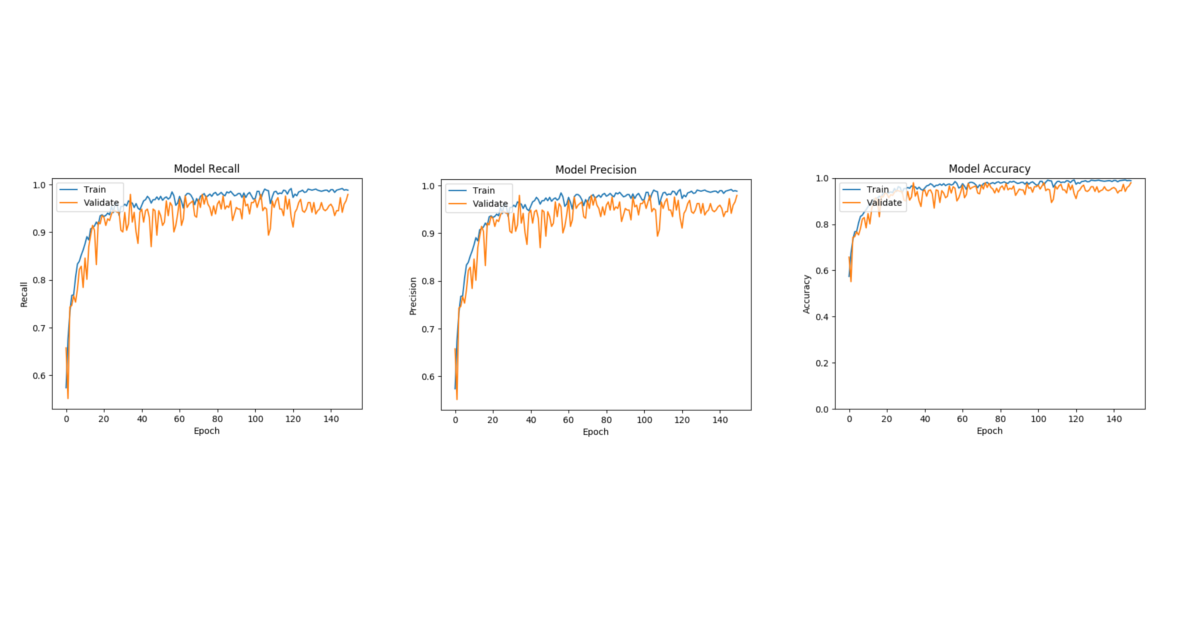 Model Recall
1.0
0.9
0.8
0.7
0.6
Recall
Train
Validate
0 20 40 60 80 100 120 140
Epoch
Model Precision
1.0
0.9
0.8
0.7
0.6
Precision
Train
Validate
0 20 40 60 80 100 120 140
Epoch
Model Accuracy
1.0
0.8
0.6
0.4
0.2
0.0
Accuracy
Train
Validate
0 20 40 60 80 100 120 140
Epoch